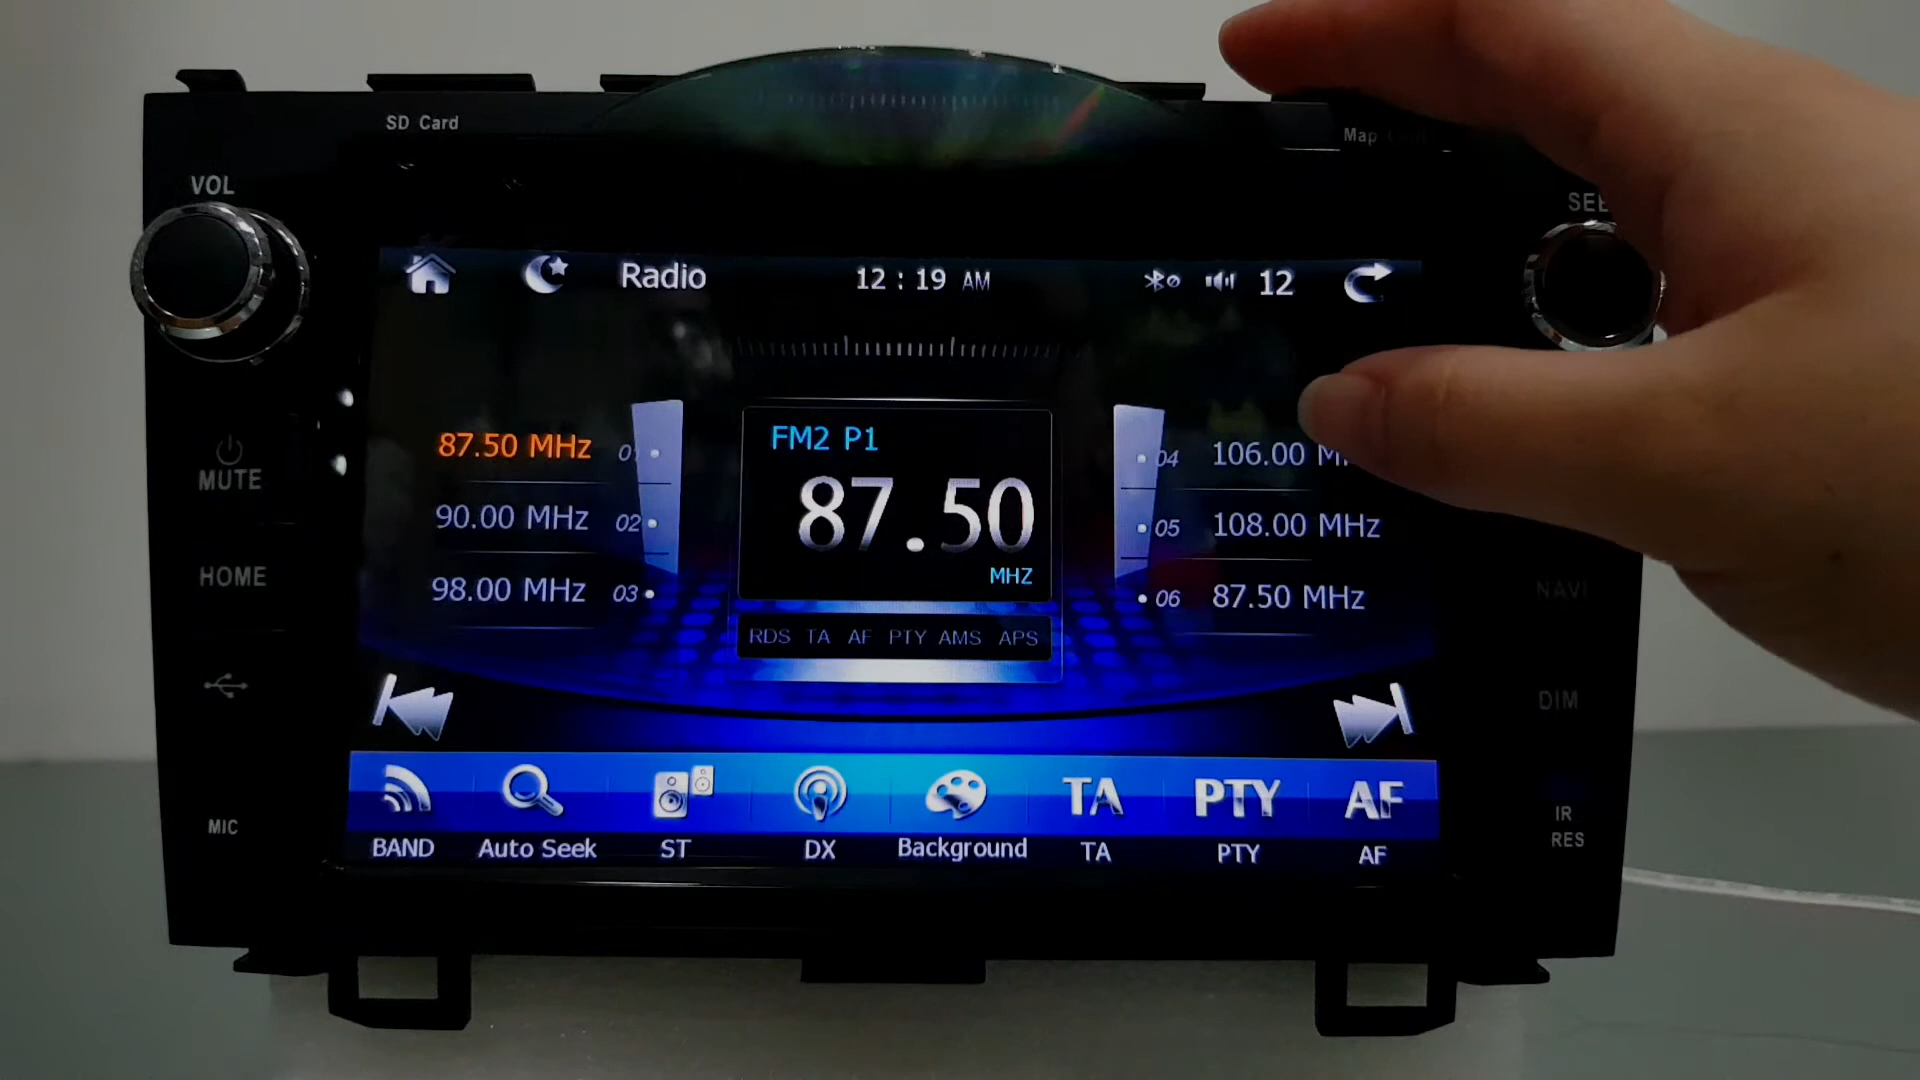 SD Card
Map
VOL
MUTE
HOME
MIC
Radio
12 : 19 AM
12
87.50 MHz 01
90.00 MHz 02
98.00 MHz 03
FM2 P1
87.50
MHZ
RDS TA AF PTY AMS APS
04 106.00
05 108.00 MHz
06 87.50 MHz
TA PTY AF
BAND Auto Seek ST DX Background TA PTY AF
NAVI
DIM
IR
RES